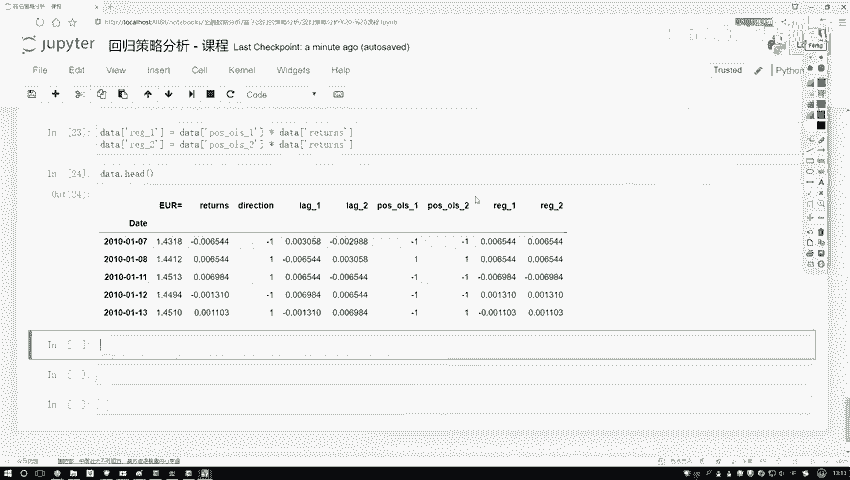 jupyter 回归策略分析 - 课程 Last Checkpoint: a minute ago (autosaved)
File Edit View Insert Cell Kernel Widgets Help
Trusted Python
Code
In [23]: data['reg_1'] = data['pos_ols_1'] * data['returns']
data['reg_2'] = data['pos_ols_2'] * data['returns']
In [24]: data.head()
Out[24]:
EUR= returns direction lag_1 lag_2 pos_ols_1 pos_ols_2 reg_1 reg_2
Date
2010-01-07 1.4318 -0.006544 -1 0.003058 -0.002988 -1 -1 0.006544 0.006544
2010-01-08 1.4412 0.006544 1 -0.006544 0.003058 1 1 0.006544 0.006544
2010-01-11 1.4513 0.006984 1 0.006544 -0.006544 -1 -1 -0.006984 -0.006984
2010-01-12 1.4494 -0.001310 -1 0.006984 0.006544 -1 -1 0.001310 0.001310
2010-01-13 1.4510 0.001103 1 -0.001310 0.006984 -1 1 -0.001103 0.001103
In [ ]:
In [ ]:
In [ ]:
13:13